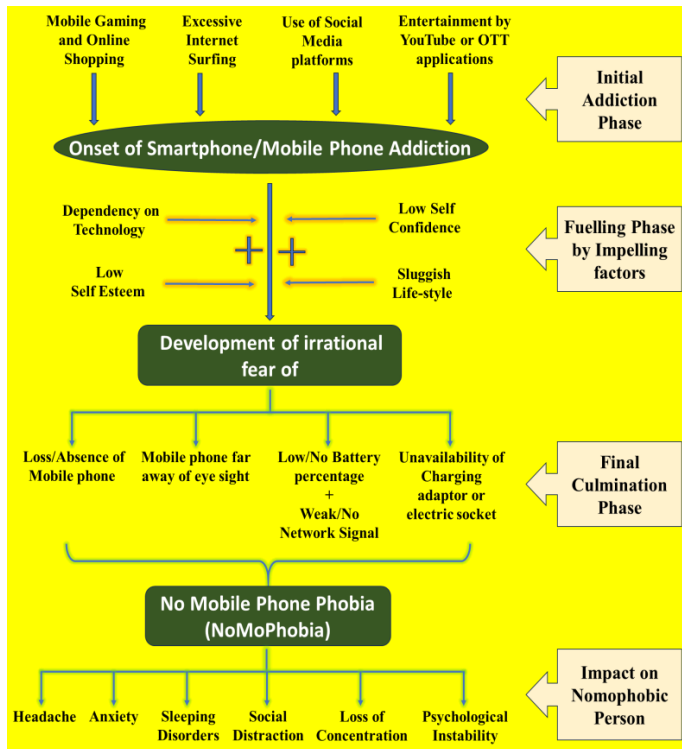 Mobile Gaming
and Online
Shopping
Excessive
Internet
Surfing
Use of Social
Media
platforms
Entertainment by
YouTube or OTT
applications
Initial
Addiction
Phase
Onset of Smartphone/Mobile Phone Addiction
Dependency on
Technology
Low Self
Confidence
Fuelling Phase
by Impelling
factors
+ +
Low
Self Esteem
Sluggish
Life-style
Development of irrational
fear of
Loss/Absence of
Mobile phone
Mobile phone far
away of eye sight
Low/No Battery
percentage
+
Weak/No
Network Signal
Unavailability of
Charging
adaptor or
electric socket
Final
Culmination
Phase
No Mobile Phone Phobia
(NoMoPhobia)
Impact on
Nomophobic
Person
Headache
Anxiety
Sleeping
Disorders
Social
Distraction
Loss of
Concentration
Psychological
Instability